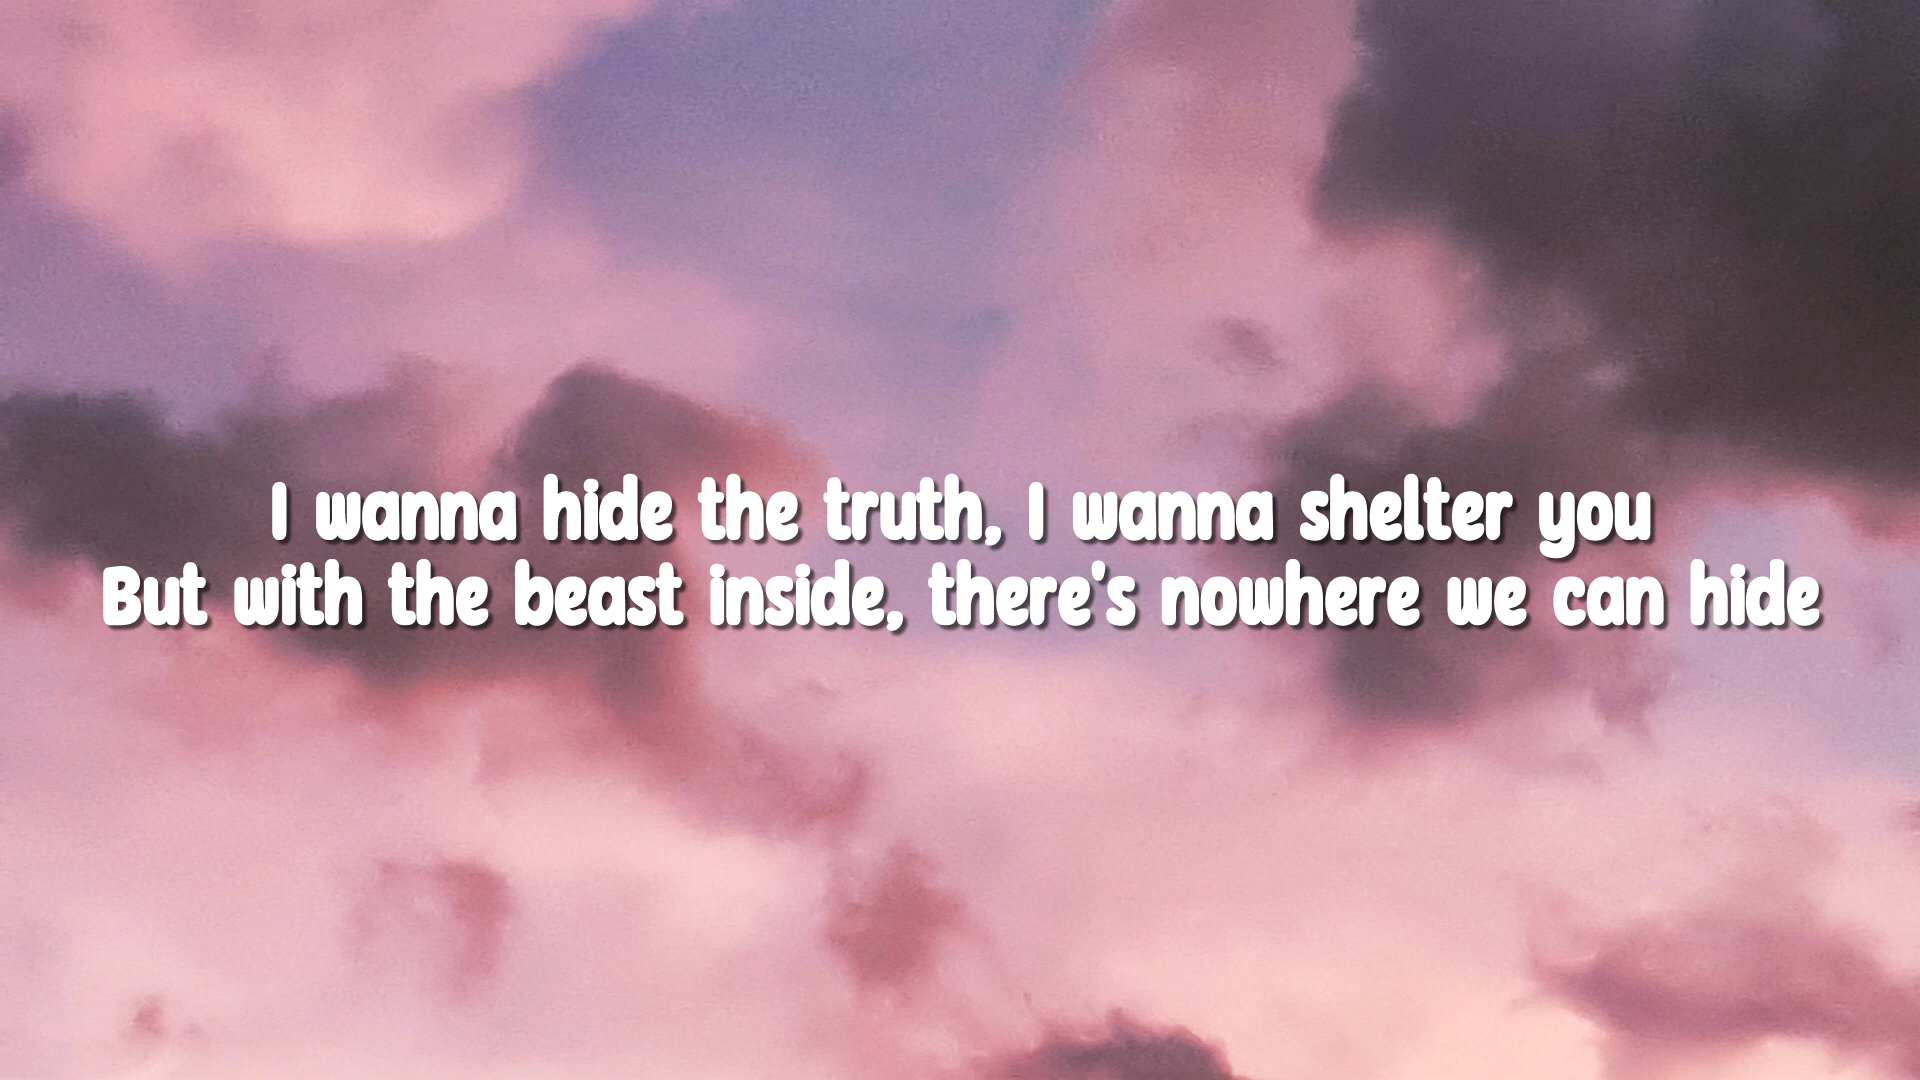 I wanna hide the truth, I wanna shelter you
But with the beast inside, there's nowhere we can hide